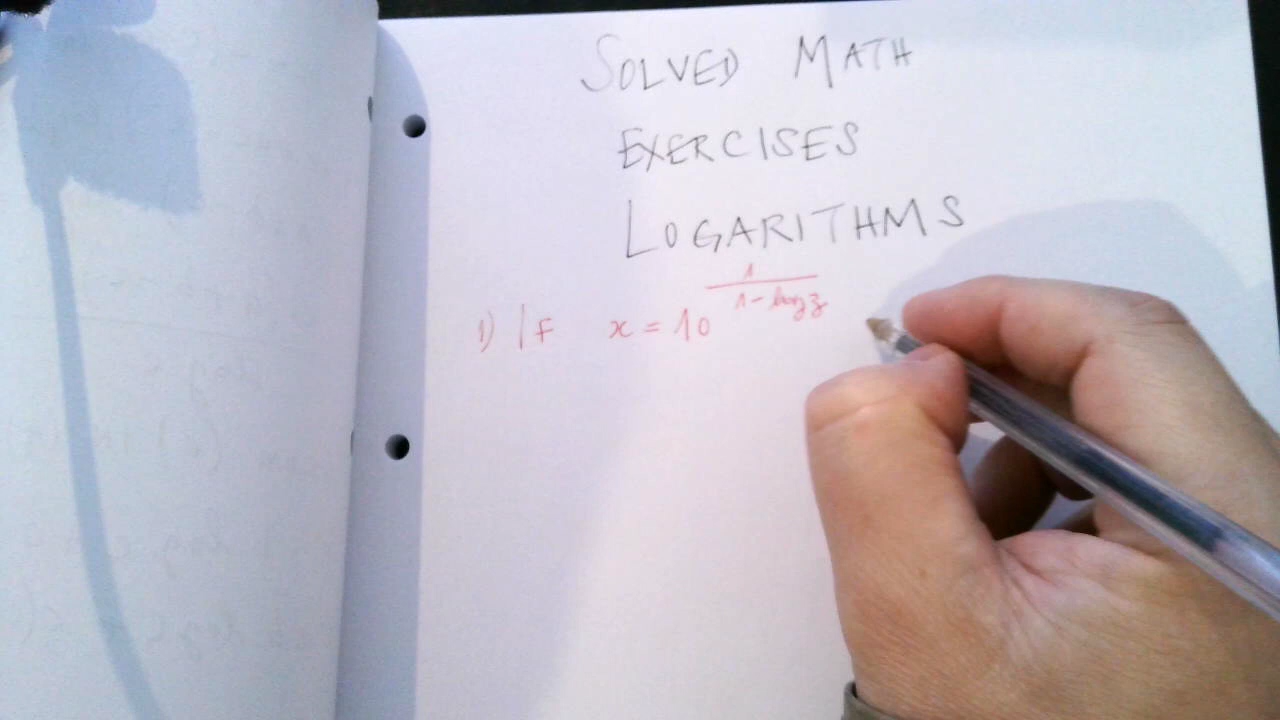 SOLVED MATH
EXERCISES
LOGARITHMS
1) IF x = 10^(1/(1-log z))